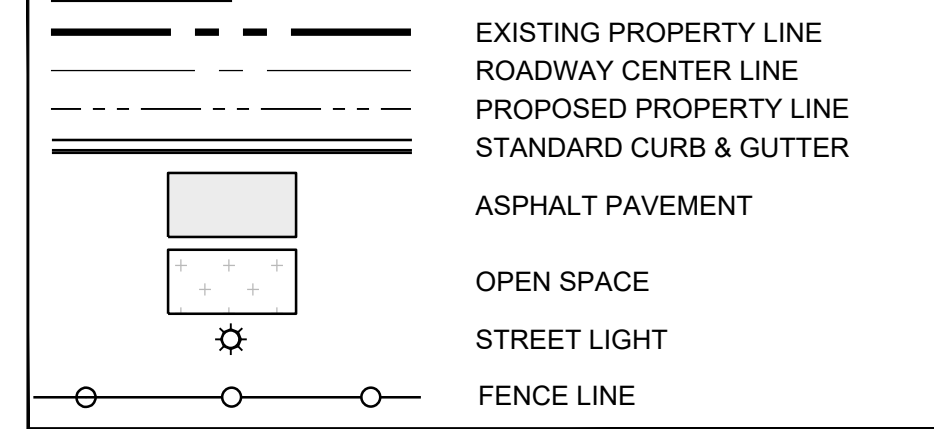 EXISTING PROPERTY LINE
ROADWAY CENTER LINE
PROPOSED PROPERTY LINE
STANDARD CURB & GUTTER
ASPHALT PAVEMENT
OPEN SPACE
STREET LIGHT
FENCE LINE